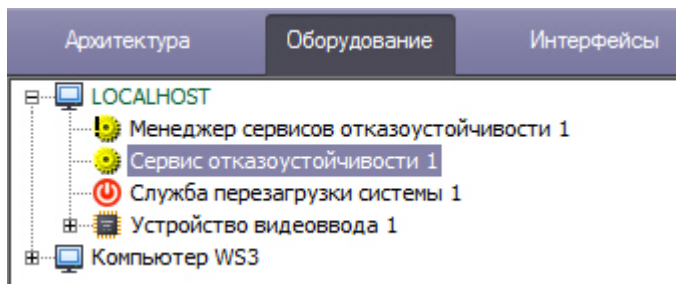 Архитектура Оборудование Интерфейсы
LOCALHOST
Менеджер сервисов отказоустойчивости 1
Сервис отказоустойчивости 1
Служба перезагрузки системы 1
Устройство видеоввода 1
Компьютер WS3